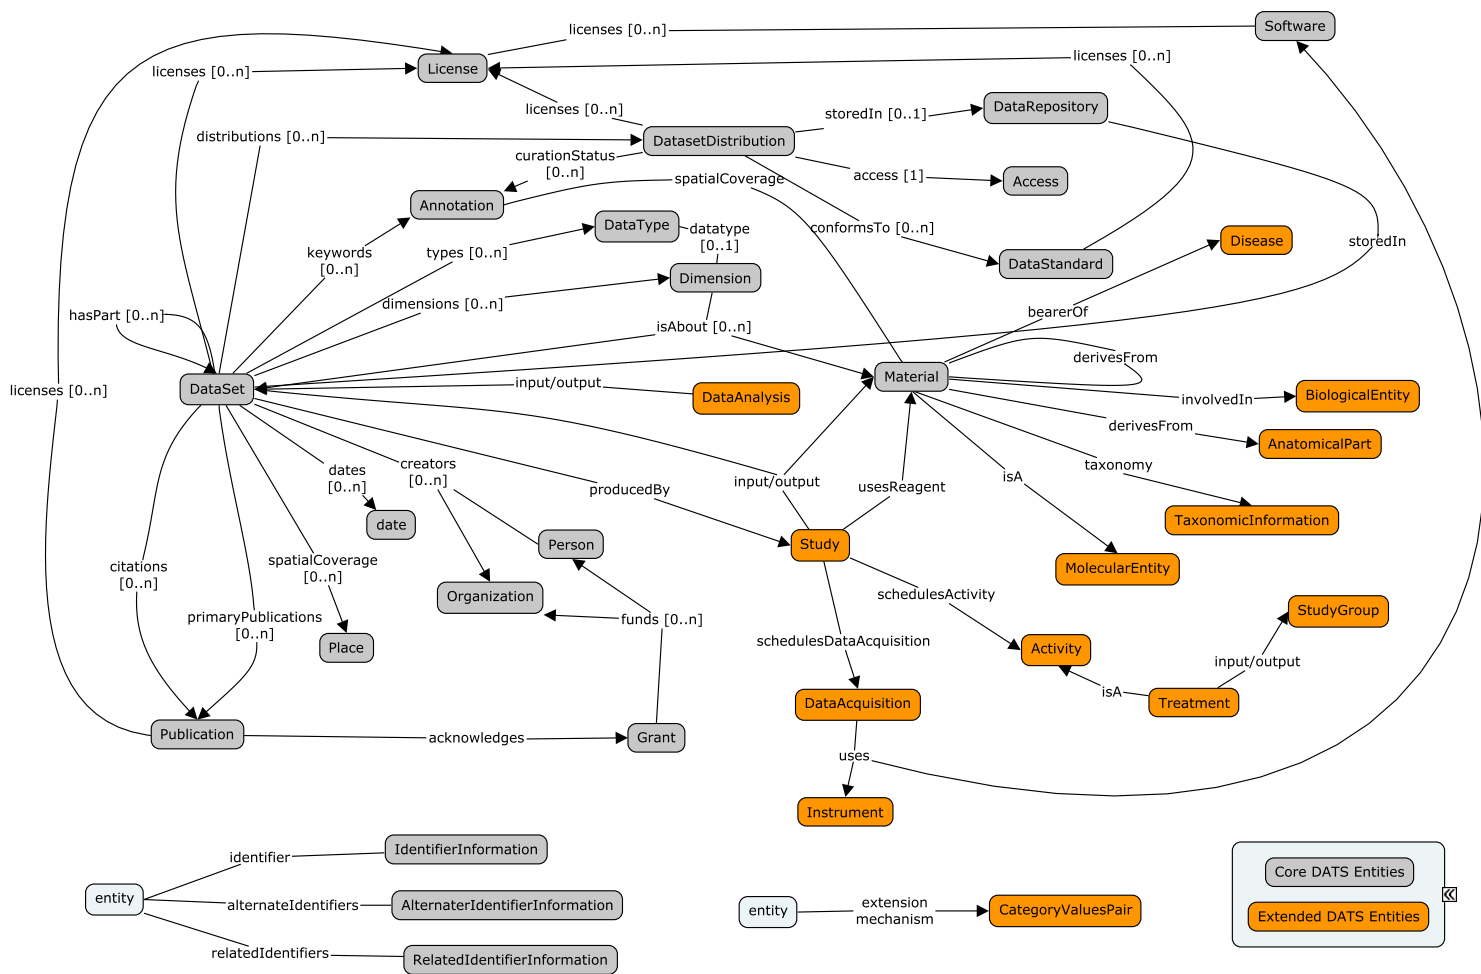 Software
licenses [0..n]
License
licenses [0..n]
licenses [0..n]
licenses [0..n]
DataRepository
storedIn [0..1]
distributions [0..n]
DatasetDistribution
curationStatus
[0..n]
access [1]
Access
spatialCoverage
Annotation
DataType
datatype
[0..1]
conformsTo [0..n]
storedIn
Disease
keywords
[0..n]
types [0..n]
DataStandard
Dimension
dimensions [0..n]
bearerOf
hasPart [0..n]
isAbout [0..n]
derivesFrom
Material
DataSet
input/output
DataAnalysis
licenses [0..n]
involvedIn
BiologicalEntity
derivesFrom
AnatomicalPart
creators
[0..n]
dates
[0..n]
taxonomy
isA
input/output
usesReagent
producedBy
date
TaxonomicInformation
Person
Study
spatialCoverage
[0..n]
citations
[0..n]
MolecularEntity
Organization
schedulesActivity
primaryPublications
[0..n]
funds [0..n]
StudyGroup
Place
schedulesDataAcquisition
Activity
input/output
isA
Treatment
DataAcquisition
Publication
acknowledges
Grant
uses
Instrument
identifier
IdentifierInformation
entity
alternateIdentifiers
AlternaterIdentifierInformation
relatedIdentifiers
RelatedIdentifierInformation
entity
extension
mechanism
CategoryValuesPair
Core DATS Entities
Extended DATS Entities